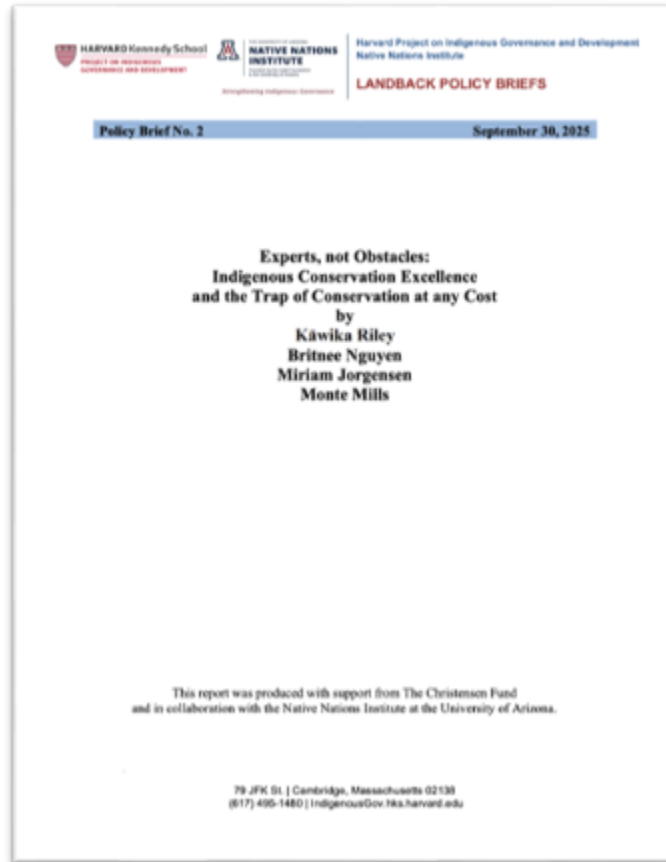 HARVARD Kennedy School
PROJECT ON INDIGENOUS
GOVERNANCE AND DEVELOPMENT
THE UNIVERSITY OF ARIZONA
NATIVE NATIONS
INSTITUTE
Strengthening Indigenous Governance
Harvard Project on Indigenous Governance and Development
Native Nations Institute
LANDBACK POLICY BRIEFS
Policy Brief No. 2 September 30, 2025
Experts, not Obstacles:
Indigenous Conservation Excellence
and the Trap of Conservation at any Cost
by
Kāwika Riley
Britnee Nguyen
Miriam Jorgensen
Monte Mills
This report was produced with support from The Christensen Fund
and in collaboration with the Native Nations Institute at the University of Arizona.
79 JFK St. | Cambridge, Massachusetts 02138
(617) 495-1480 | IndigenousGov.hks.harvard.edu